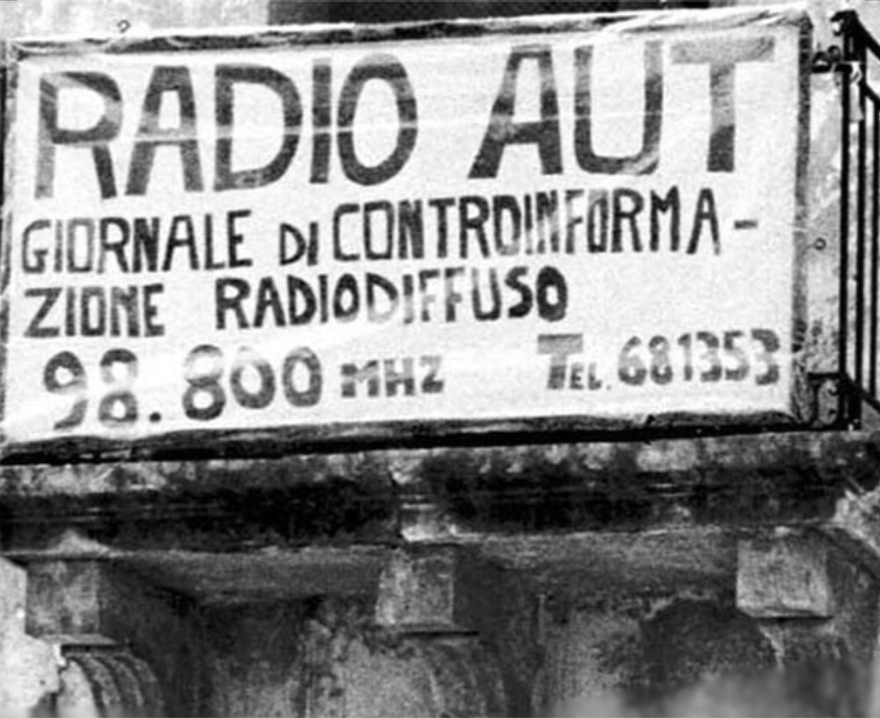 RADIO AUT
GIORNALE DI CONTROINFORMA-
ZIONE RADIODIFFUSO
98.800 MHZ TEL. 681353